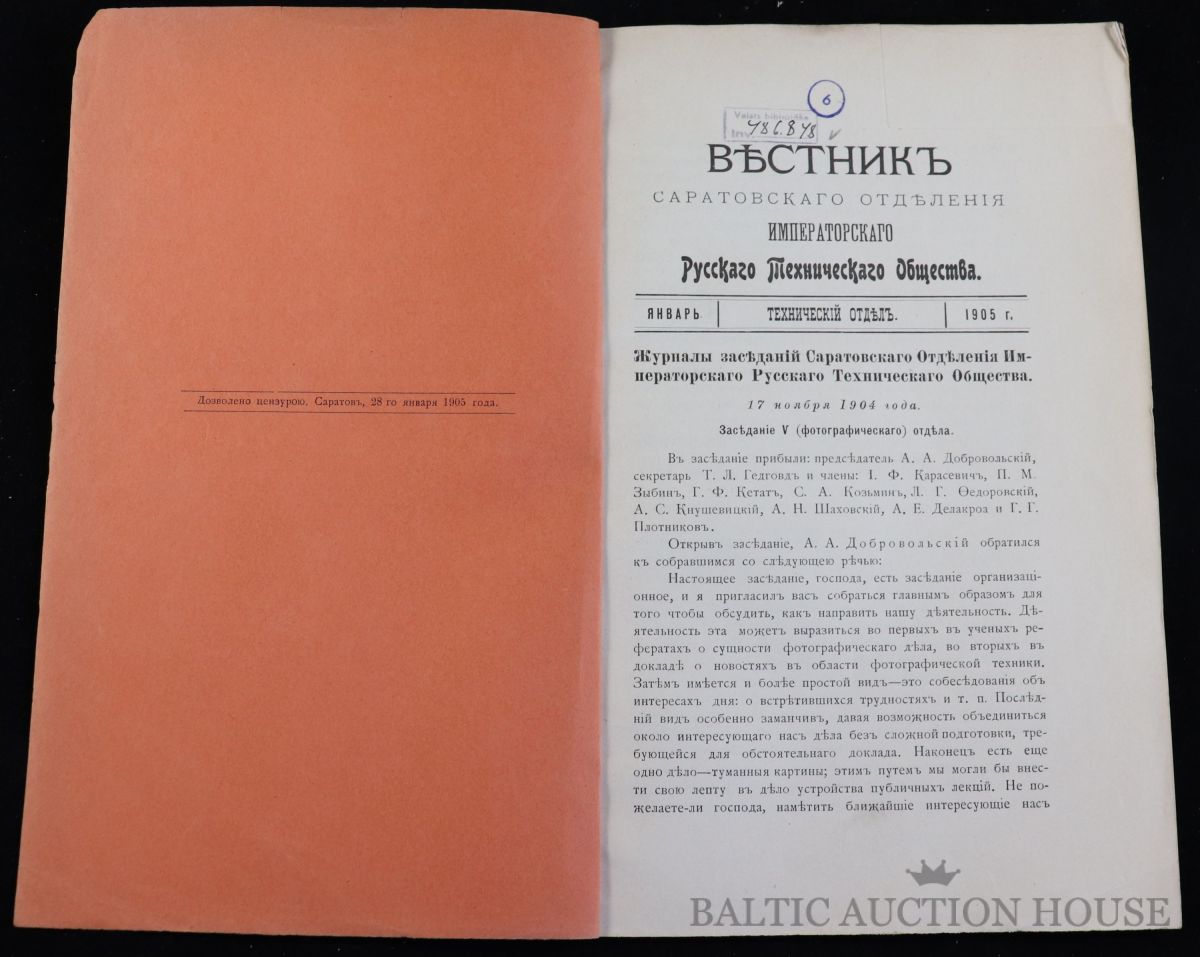 Дозволено цензурою. Саратовъ, 28 го января 1905 года.
6
Valsts bibliotēka
Inv. 486.848
ВѢСТНИКЪ
САРАТОВСКАГО ОТДѢЛЕНІЯ
ИМПЕРАТОРСКАГО
Русскаго Техническаго Общества.
ЯНВАРЬ ТЕХНИЧЕСКІЙ ОТДѢЛЪ. 1905 г.
Журналы засѣданій Саратовскаго Отдѣленія Им-
ператорскаго Русскаго Техническаго Общества.
17 ноября 1904 года.
Засѣданіе V (фотографическаго) отдѣла.
Въ засѣданіе прибыли: предсѣдатель А. А. Добровольскій,
секретарь Т. Л. Гедговдъ и члены: І. Ф. Карасевичъ, П. М.
Зыбинъ, Г. Ф. Кетатъ, С. А. Козьминъ, Л. Г. Ѳедоровскій,
А. С. Кнушевицкій, А. Н. Шаховскій, А. Е. Делакроа и Г. Г.
Плотниковъ.
Открывъ засѣданіе, А. А. Добровольскій обратился
къ собравшимся со слѣдующею рѣчью:
Настоящее засѣданіе, господа, есть засѣданіе организаці-
онное, и я пригласилъ васъ собраться главнымъ образомъ для
того чтобы обсудить, какъ направить нашу дѣятельность. Дѣ-
ятельность эта можетъ выразиться во первыхъ въ ученыхъ ре-
фератахъ о сущности фотографическаго дѣла, во вторыхъ въ
докладѣ о новостяхъ въ области фотографической техники.
Затѣмъ имѣется и болѣе простой видъ—это собесѣдованія объ
интересахъ дня: о встрѣтившихся трудностяхъ и т. п. Послѣд-
ній видъ особенно заманчивъ, давая возможность объединиться
около интересующаго насъ дѣла безъ сложной подготовки, тре-
бующейся для обстоятельнаго доклада. Наконецъ есть еще
одно дѣло—туманныя картины; этимъ путемъ мы могли бы внес-
ти свою лепту въ дѣло устройства публичныхъ лекцій. Не по-
желаете-ли господа, намѣтить ближайшіе интересующіе насъ
BALTIC AUCTION HOUSE